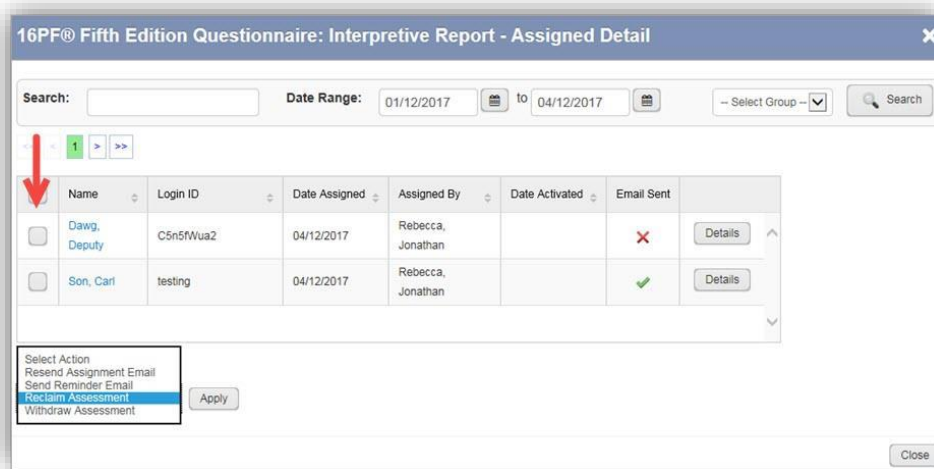 16PF® Fifth Edition Questionnaire: Interpretive Report - Assigned Detail
Search: Date Range: 01/12/2017 to 04/12/2017 -- Select Group -- Search
<< < 1 > >>
Name Login ID Date Assigned Assigned By Date Activated Email Sent
Dawg, Deputy C5n5fWua2 04/12/2017 Rebecca, Jonathan Details
Son, Carl testing 04/12/2017 Rebecca, Jonathan Details
Select Action
Resend Assignment Email
Send Reminder Email
Reclaim Assessment
Withdraw Assessment
Apply
Close